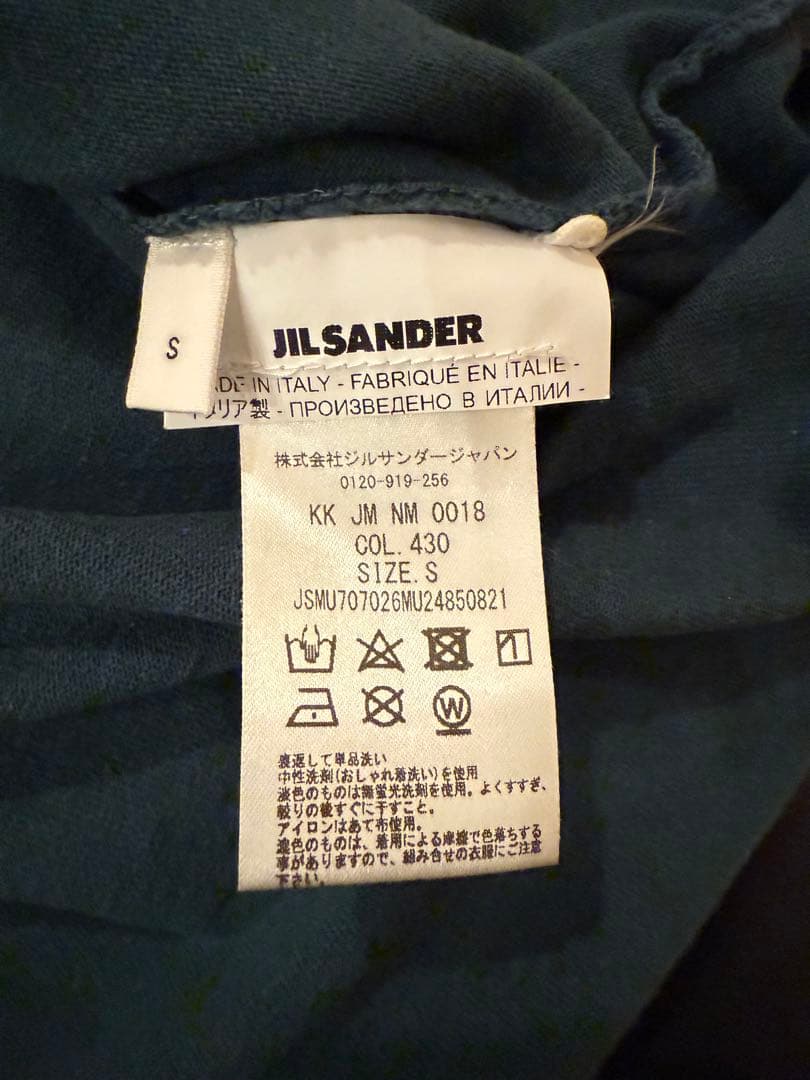 S
JIL SANDER
ADE IN ITALY - FABRIQUÉ EN ITALIE -
リア製 - ПРОИЗВЕДЕНО В ИТАЛИИ -
株式会社ジルサンダージャパン
0120-919-256
KK JM NM 0018
COL. 430
SIZE. S
JSMU707026MU24850821
1
W
裏返して単品洗い
中性洗剤(おしゃれ着洗い)を使用
淡色のものは無蛍光洗剤を使用。よくすすぎ、
絞りの後すぐに干すこと。
アイロンはあて布使用。
濃色のものは、着用による摩擦で色落ちする
事がありますので、組み合せの衣服にご注意
下さい。